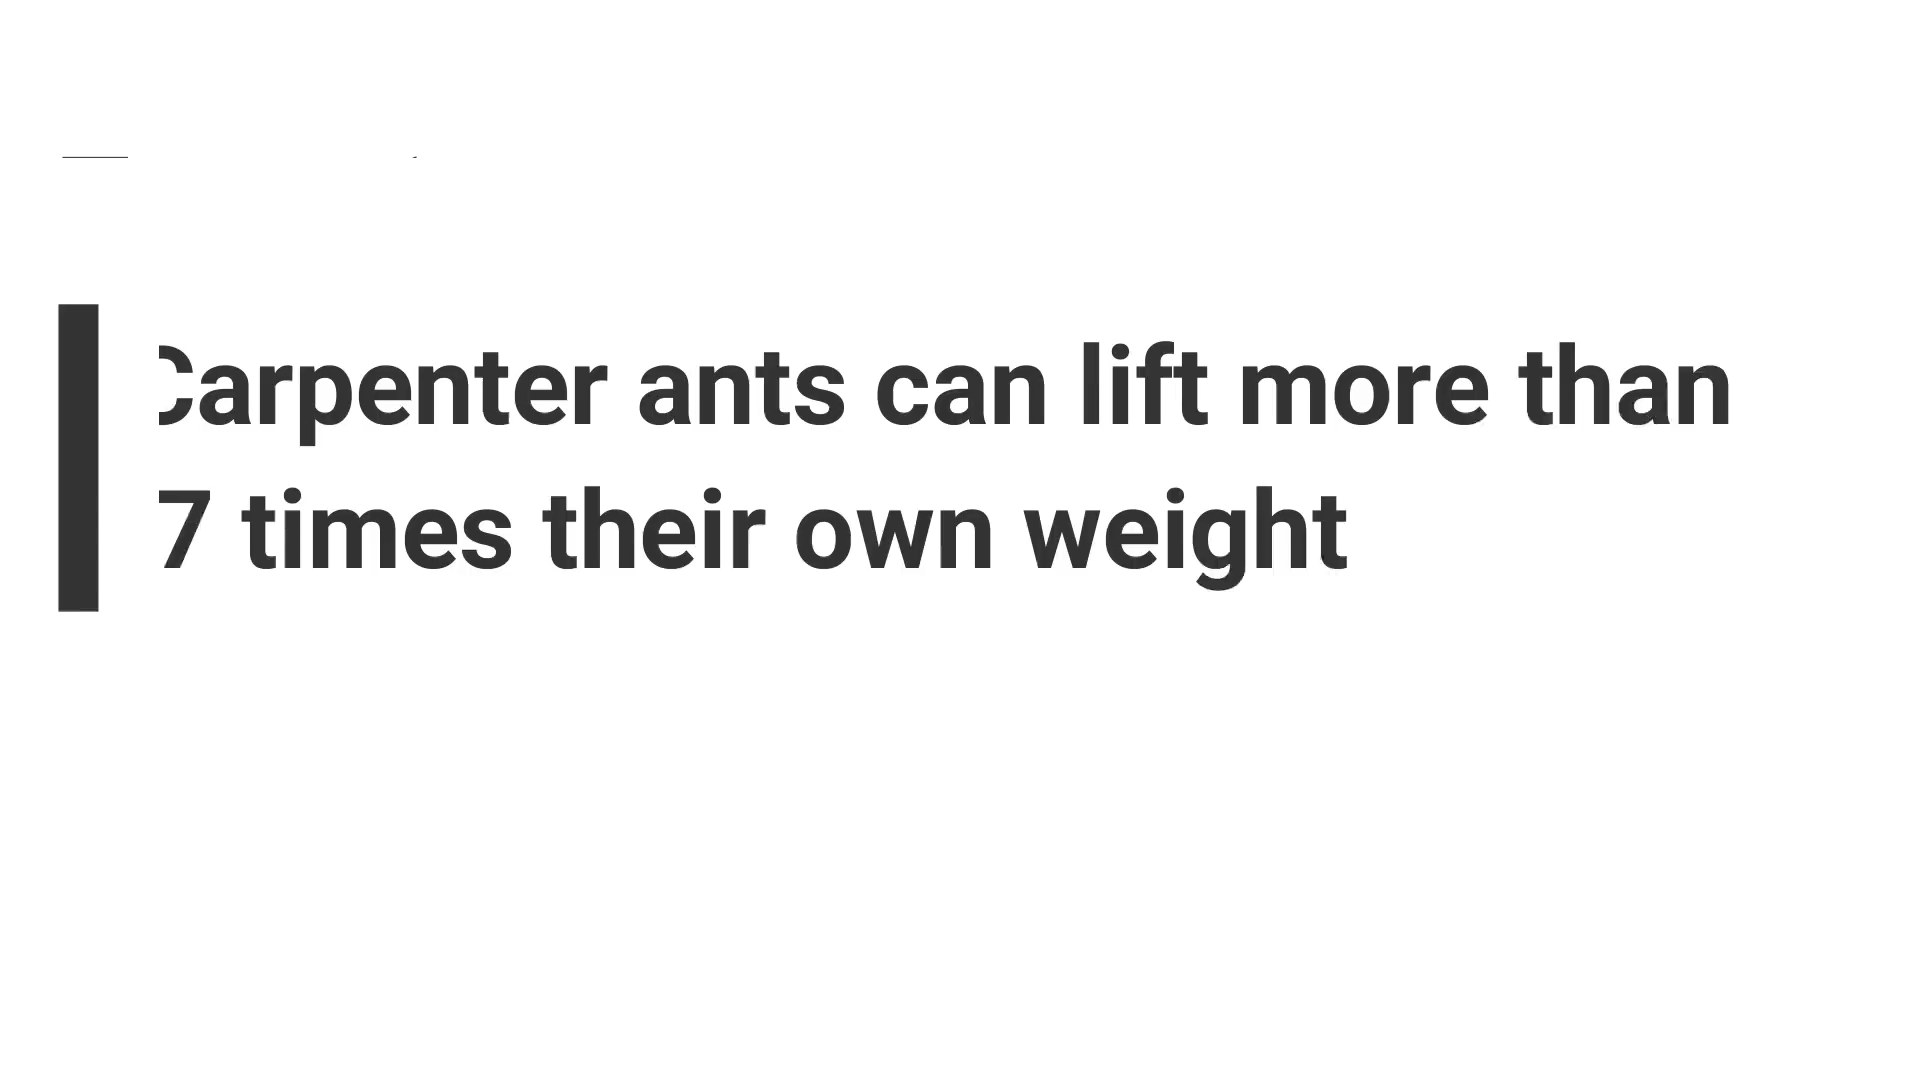 Carpenter ants can lift more than
7 times their own weight